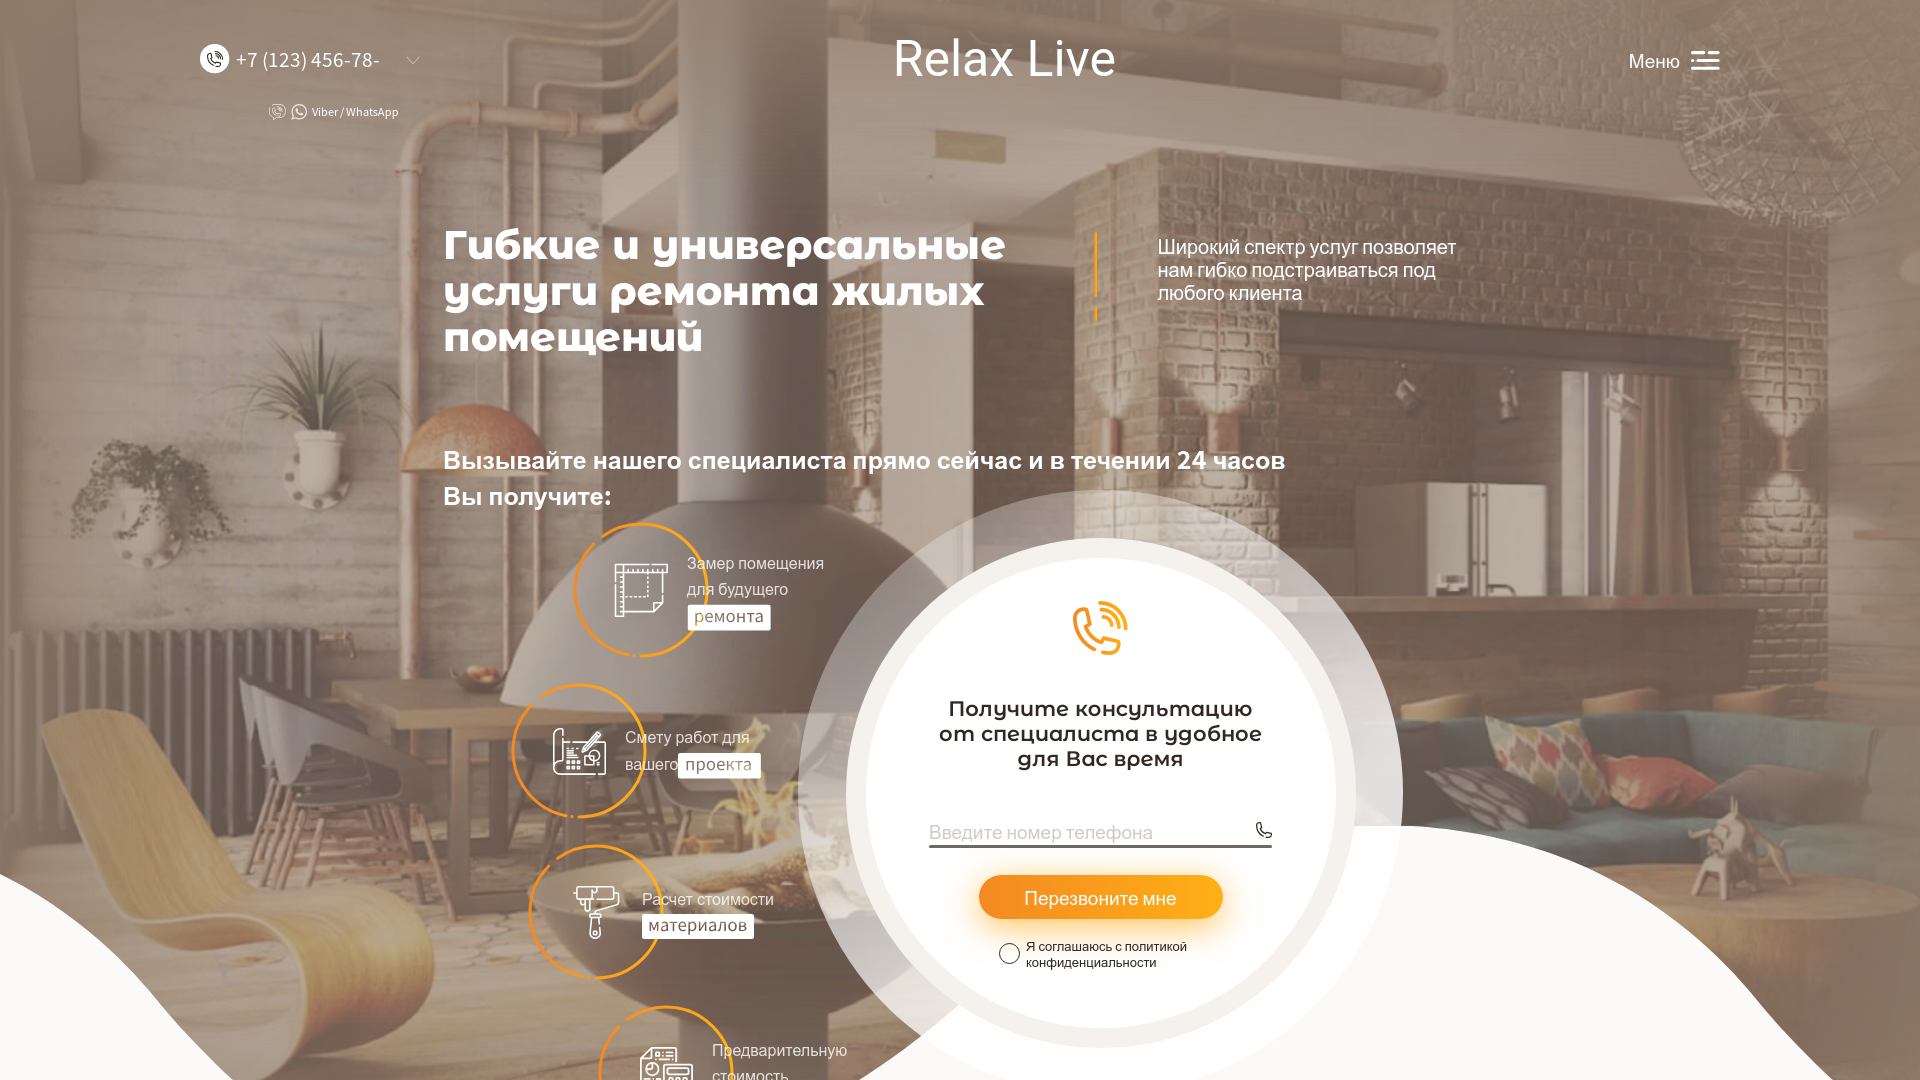 +7 (123) 456-78-
Relax Live
Меню
Viber / WhatsApp
Гибкие и универсальные
услуги ремонта жилых
помещений
Широкий спектр услуг позволяет
нам гибко подстраиваться под
любого клиента
Вызывайте нашего специалиста прямо сейчас и в течении 24 часов
Вы получите:
Замер помещения
для будущего
ремонта
Смету работ для
вашего проекта
Расчет стоимости
материалов
Предварительную
стоимость
Получите консультацию
от специалиста в удобное
для Вас время
Введите номер телефона
Перезвоните мне
Я соглашаюсь с политикой
конфиденциальности